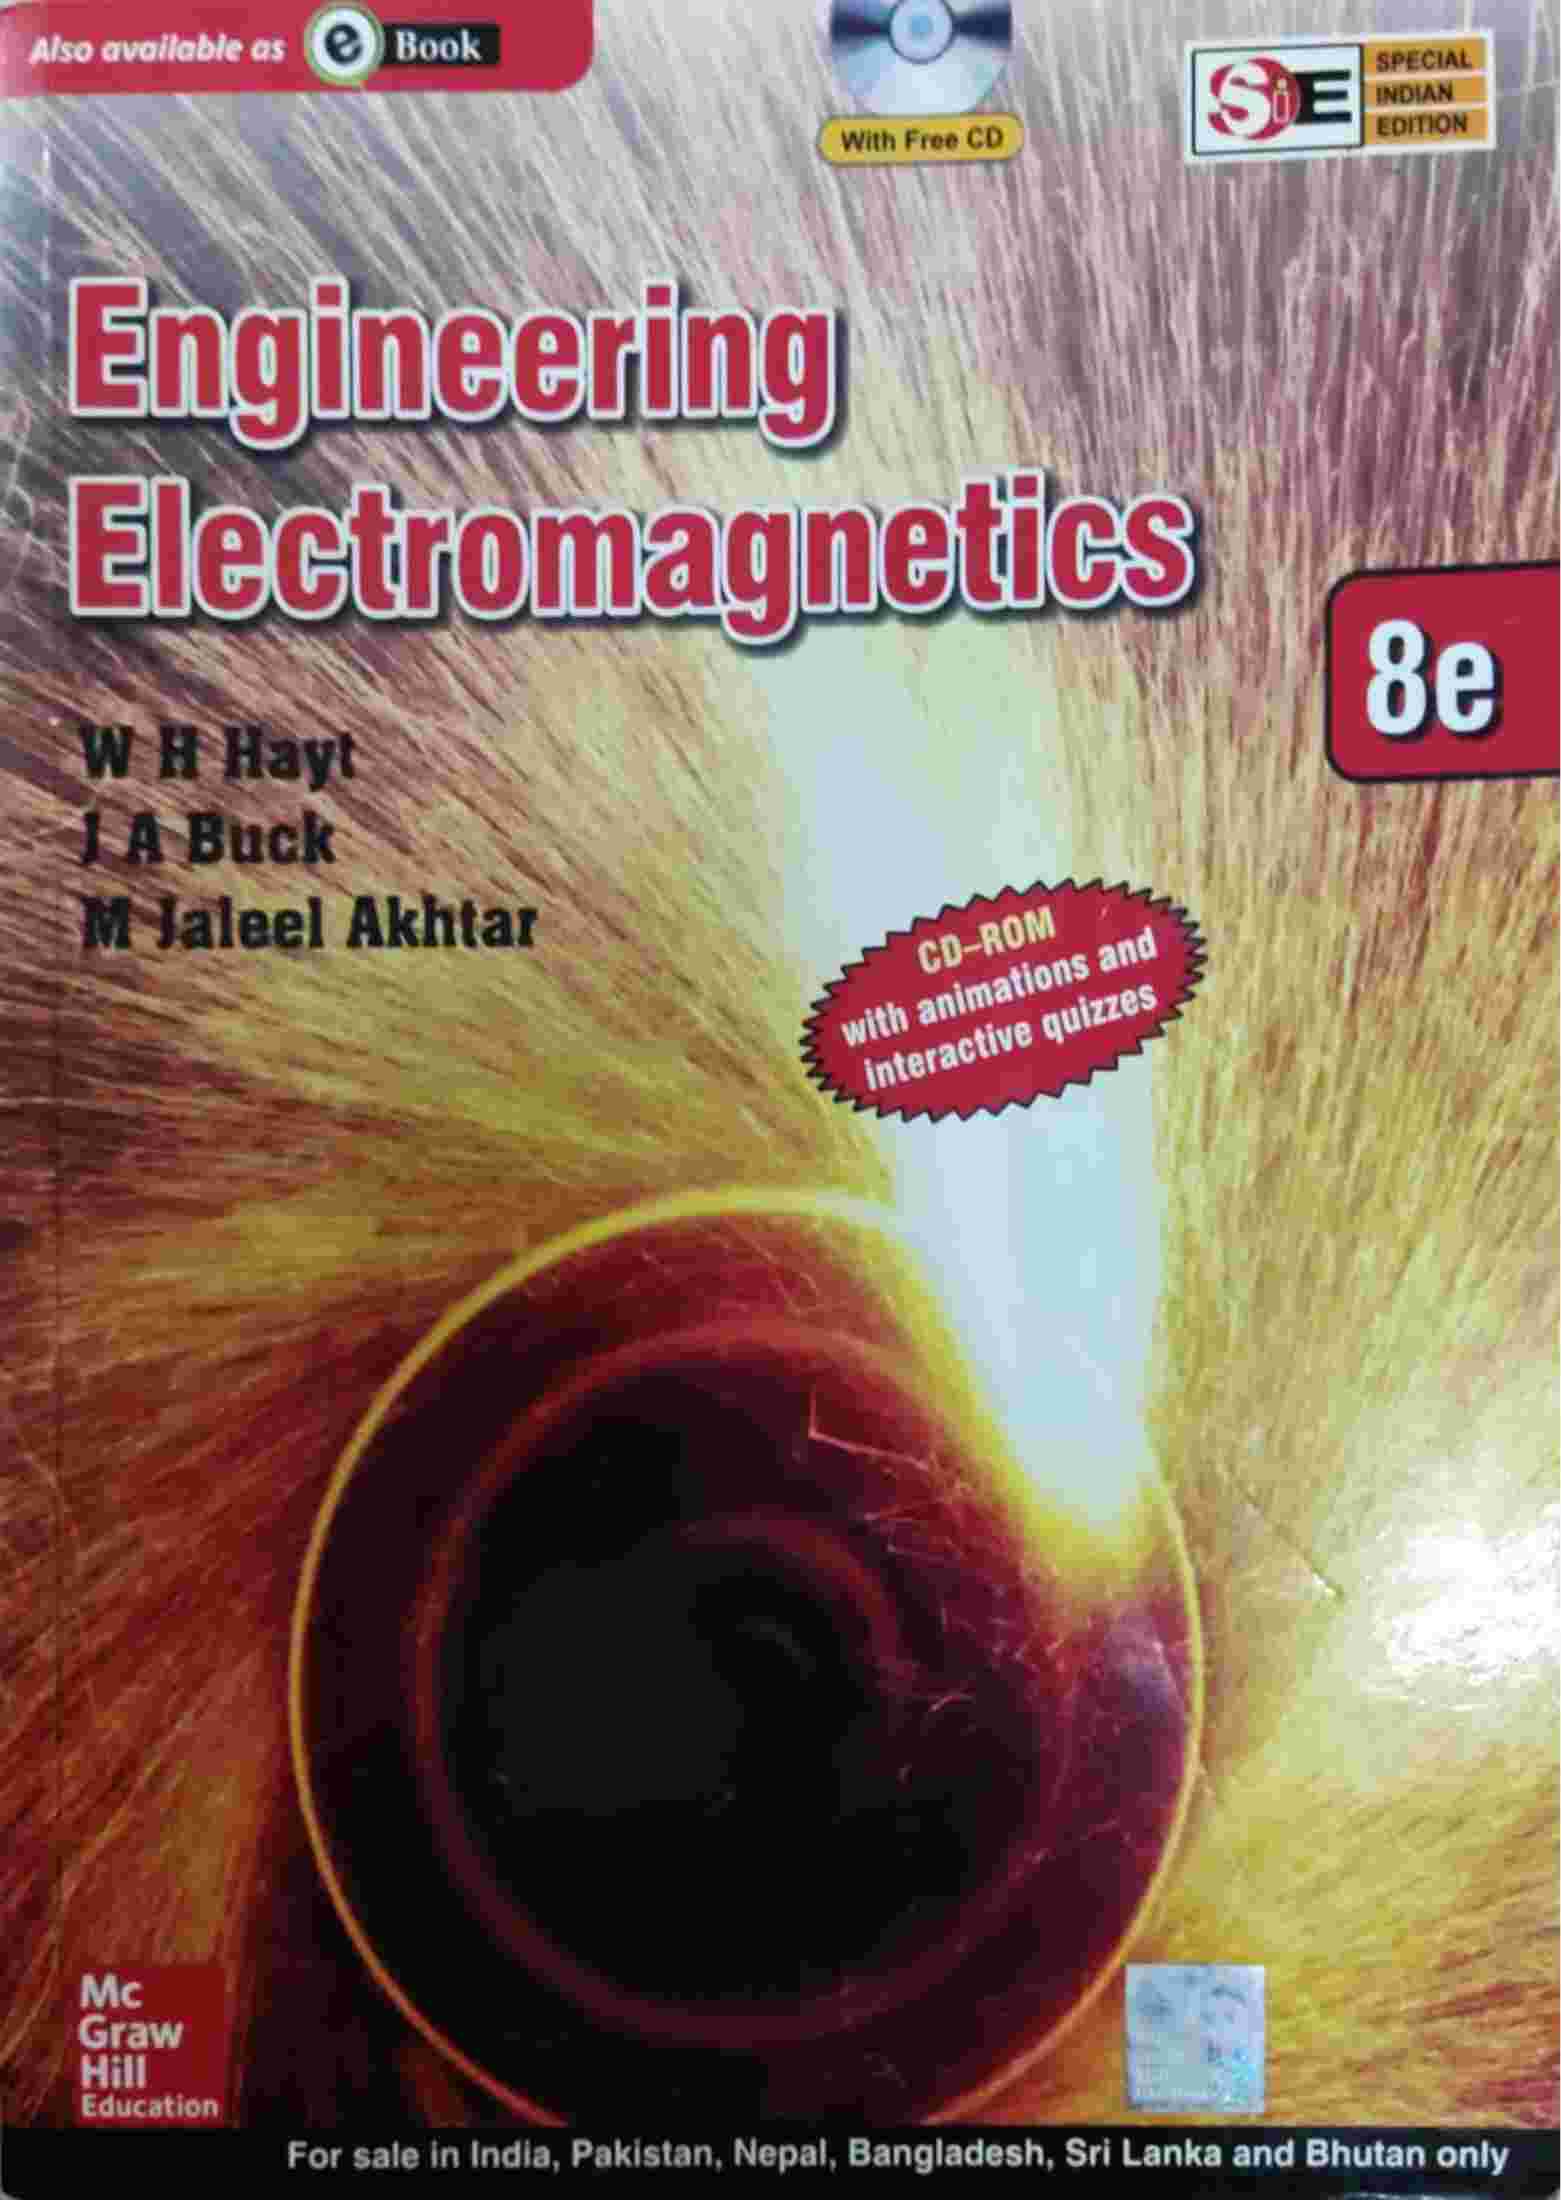 Also available as e Book
With Free CD
SiE
SPECIAL
INDIAN
EDITION
Engineering
Electromagnetics
8e
W H Hayt
J A Buck
M Jaleel Akhtar
CD-ROM
with animations and
interactive quizzes
Mc
Graw
Hill
Education
For sale in India, Pakistan, Nepal, Bangladesh, Sri Lanka and Bhutan only